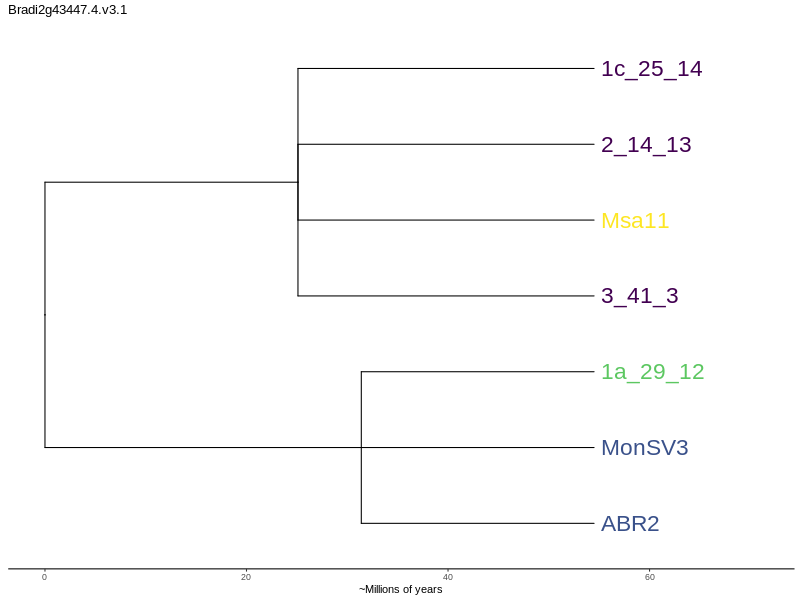 Bradi2g43447.4.v3.1
1c_25_14
2_14_13
Msa11
3_41_3
1a_29_12
MonSV3
ABR2
0 20 40 60
~Millions of years